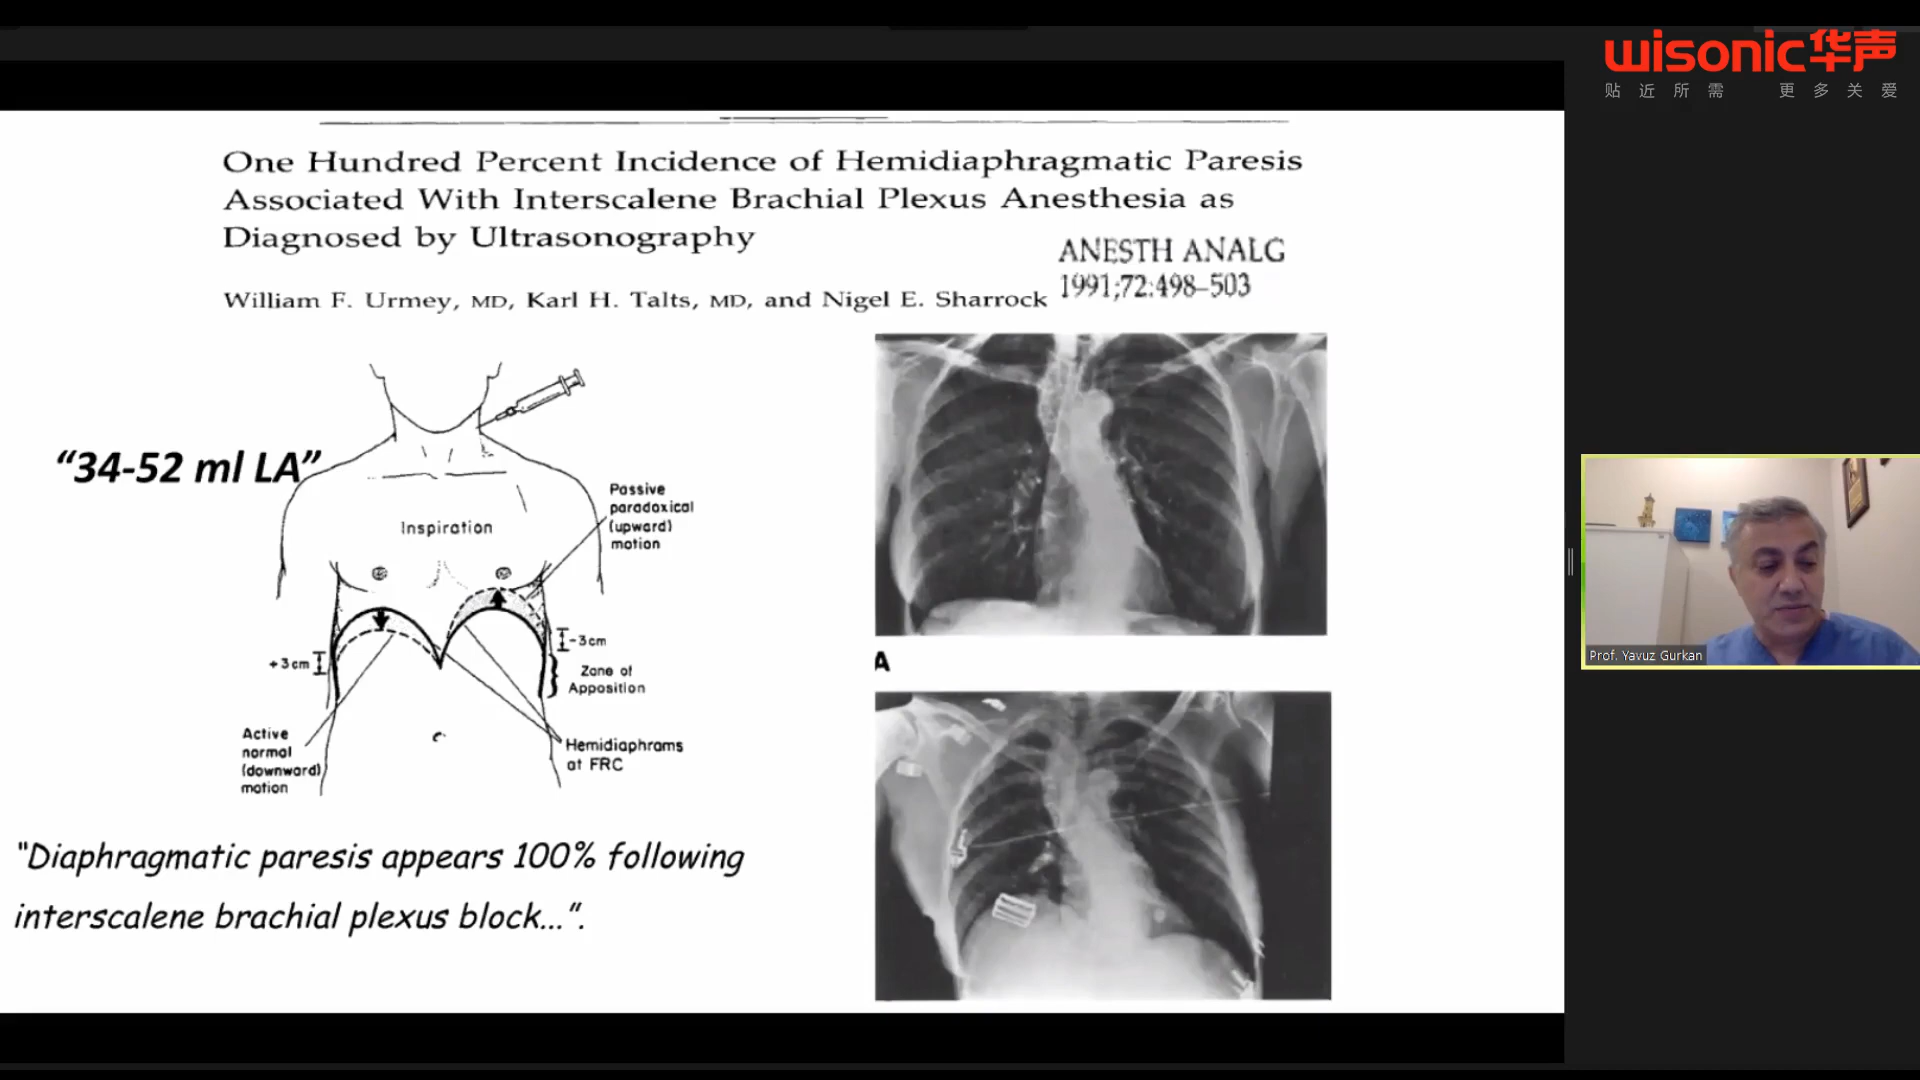 wisonic华声
贴近所需 更多关爱
One Hundred Percent Incidence of Hemidiaphragmatic Paresis
Associated With Interscalene Brachial Plexus Anesthesia as
Diagnosed by Ultrasonography
ANESTH ANALG
1991;72:498–503
William F. Urmey, MD, Karl H. Talts, MD, and Nigel E. Sharrock
“34-52 ml LA”
Inspiration
Passive
paradoxical
(upward)
motion
+3cm
-3cm
Zone of
Apposition
Active
normal
(downward)
motion
Hemidiaphrams
at FRC
A
“Diaphragmatic paresis appears 100% following
interscalene brachial plexus block...”.
Prof. Yavuz Gurkan